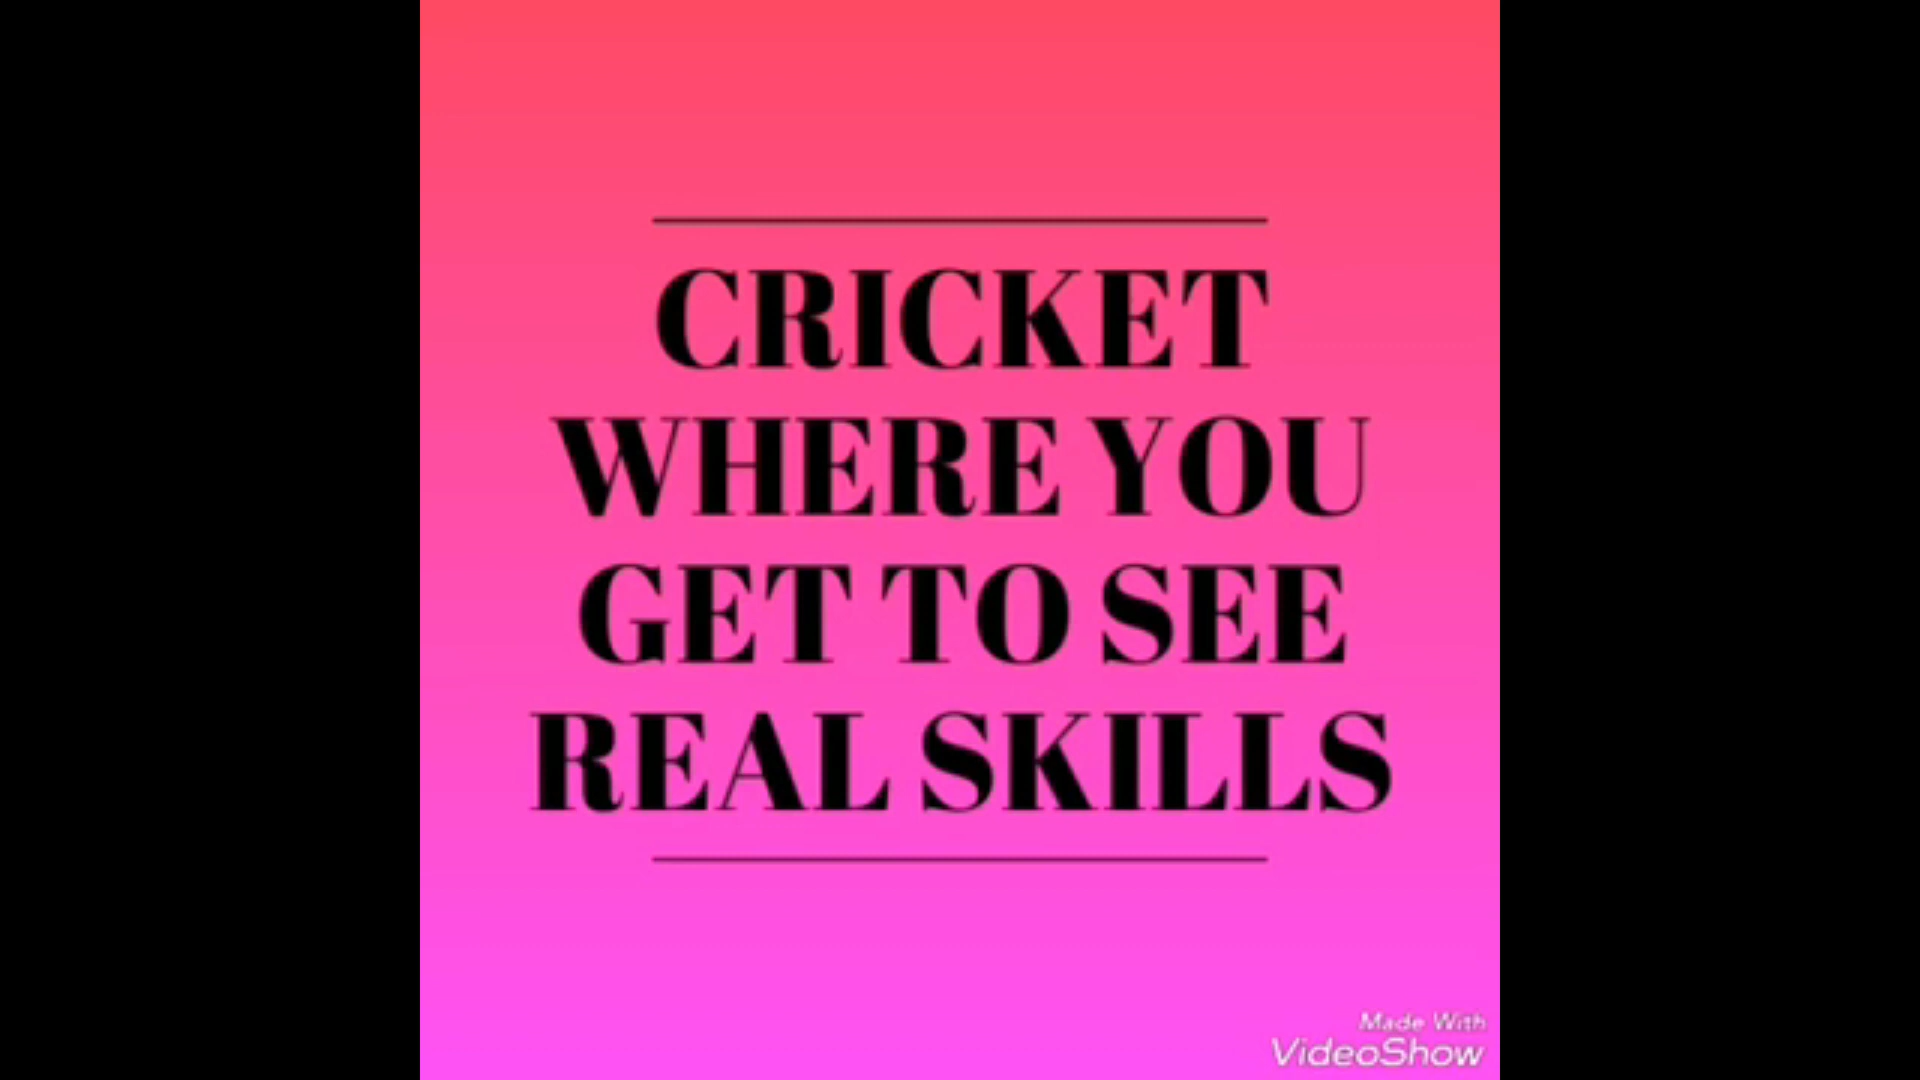 CRICKET
WHERE YOU
GET TO SEE
REAL SKILLS
Made With
VideoShow